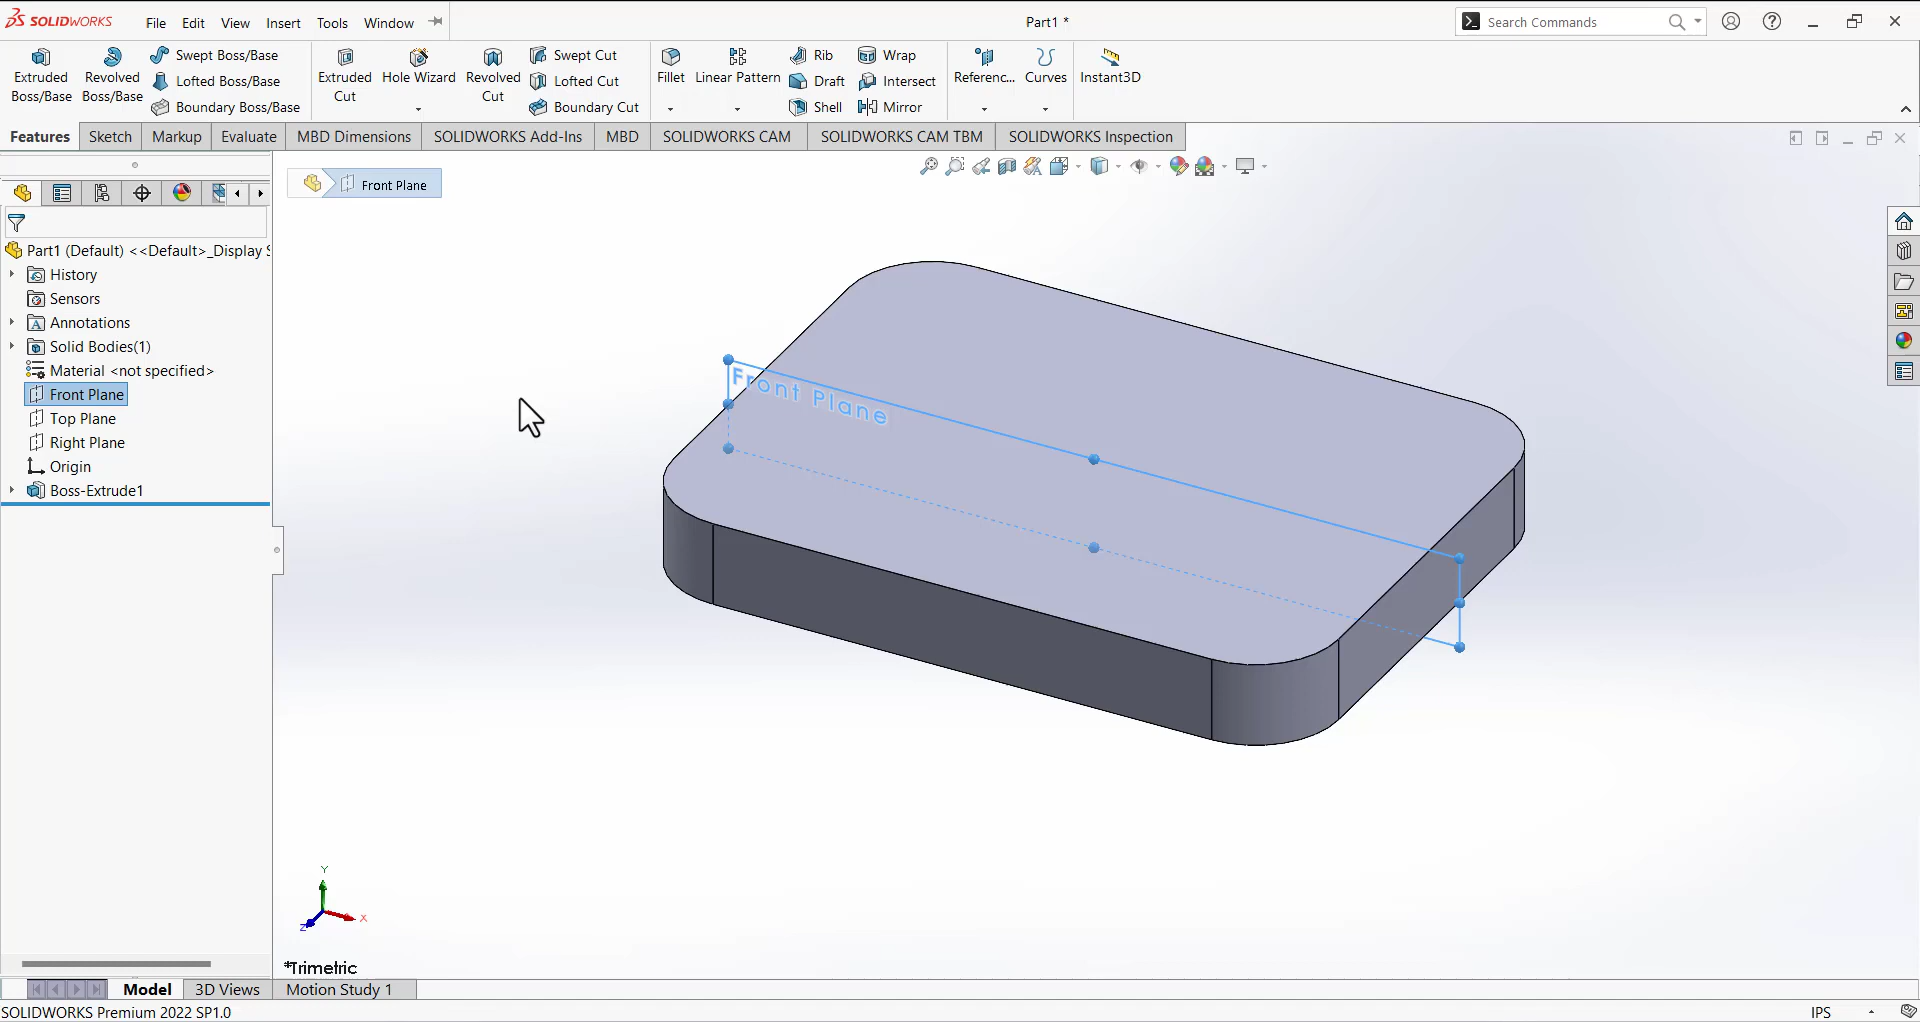 SOLIDWORKS File Edit View Insert Tools Window Part1 * Search Commands
Extruded Boss/Base
Revolved Boss/Base
Swept Boss/Base
Lofted Boss/Base
Boundary Boss/Base
Extruded Cut
Hole Wizard
Revolved Cut
Swept Cut
Lofted Cut
Boundary Cut
Fillet
Linear Pattern
Rib
Draft
Shell
Wrap
Intersect
Mirror
Referenc...
Curves
Instant3D
Features Sketch Markup Evaluate MBD Dimensions SOLIDWORKS Add-Ins MBD SOLIDWORKS CAM SOLIDWORKS CAM TBM SOLIDWORKS Inspection
Front Plane
Part1 (Default) <<Default>_Display S
History
Sensors
Annotations
Solid Bodies(1)
Material <not specified>
Front Plane
Top Plane
Right Plane
Origin
Boss-Extrude1
Front Plane
Y
X
Z
*Trimetric
Model 3D Views Motion Study 1
SOLIDWORKS Premium 2022 SP1.0 IPS